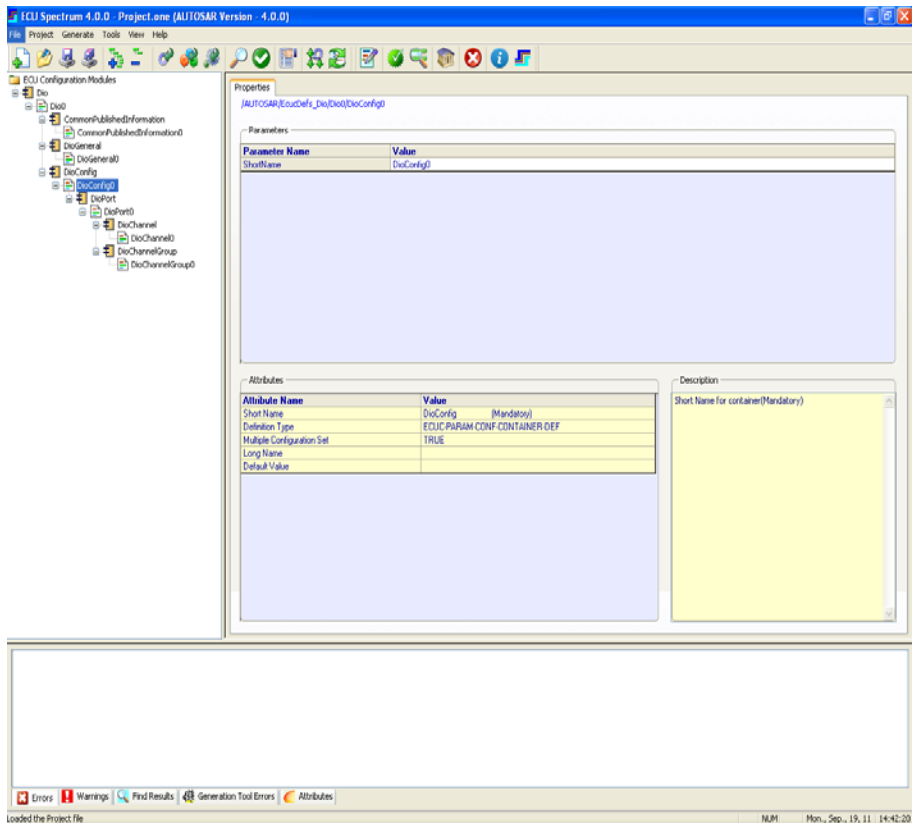 ECU Spectrum 4.0.0 - Project.one (AUTOSAR Version - 4.0.0)
File Project Generate Tools View Help
ECU Configuration Modules
Dio
Dio0
CommonPublishedInformation
CommonPublishedInformation0
DioGeneral
DioGeneral0
DioConfig
DioConfig0
DioPort
DioPort0
DioChannel
DioChannel0
DioChannelGroup
DioChannelGroup0
Properties
/AUTOSAR/EcucDefs_Dio/Dio0/DioConfig0
Parameters
Parameter Name Value
ShortName DioConfig0
Attributes
Attribute Name Value
Short Name DioConfig (Mandatory)
Definition Type ECUC-PARAM-CONF-CONTAINER-DEF
Multiple Configuration Set TRUE
Long Name
Default Value
Description
Short Name for container(Mandatory)
Errors Warnings Find Results Generation Tool Errors Attributes
Loaded the Project file NUM Mon., Sep., 19, 11 14:42:20